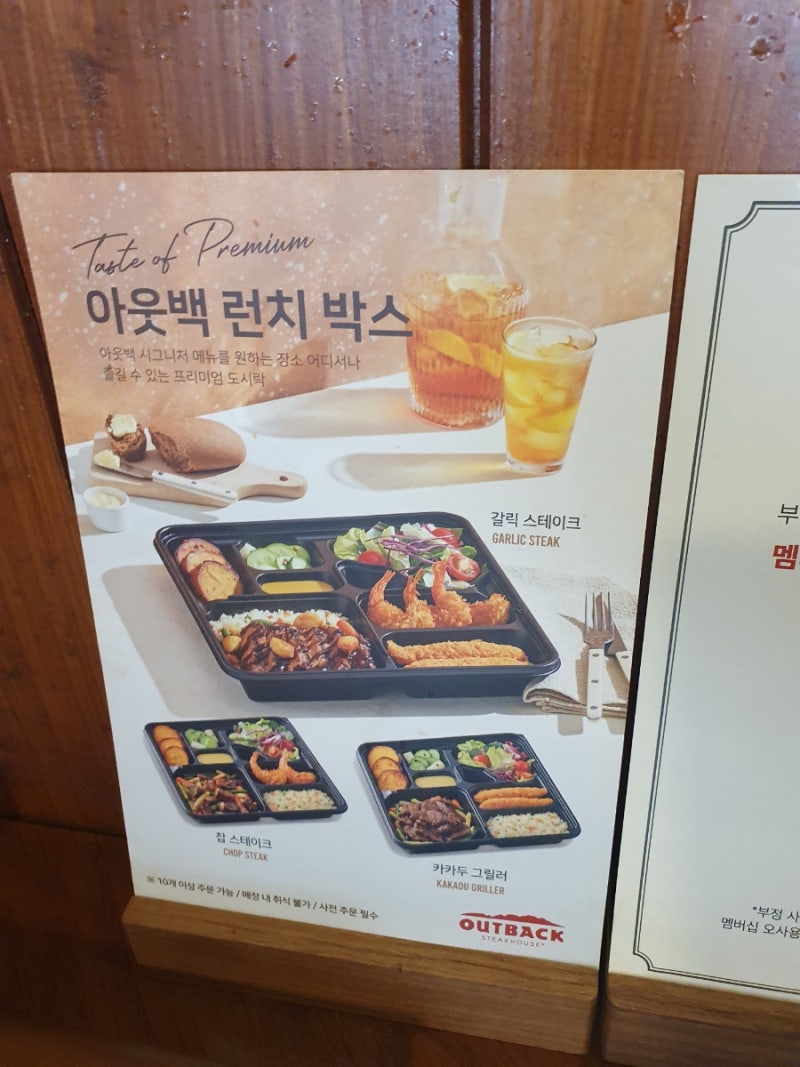 Taste of Premium
아웃백 런치 박스
아웃백 시그니처 메뉴를 원하는 장소 어디서나
즐길 수 있는 프리미엄 도시락
갈릭 스테이크
GARLIC STEAK
찹 스테이크
CHOP STEAK
카카두 그릴러
KAKADU GRILLER
※ 10개 이상 주문 가능 / 매장 내 취식 불가 / 사전 주문 필수
OUTBACK
STEAKHOUSE®
부
멤
*부정 사
멤버십 오사용